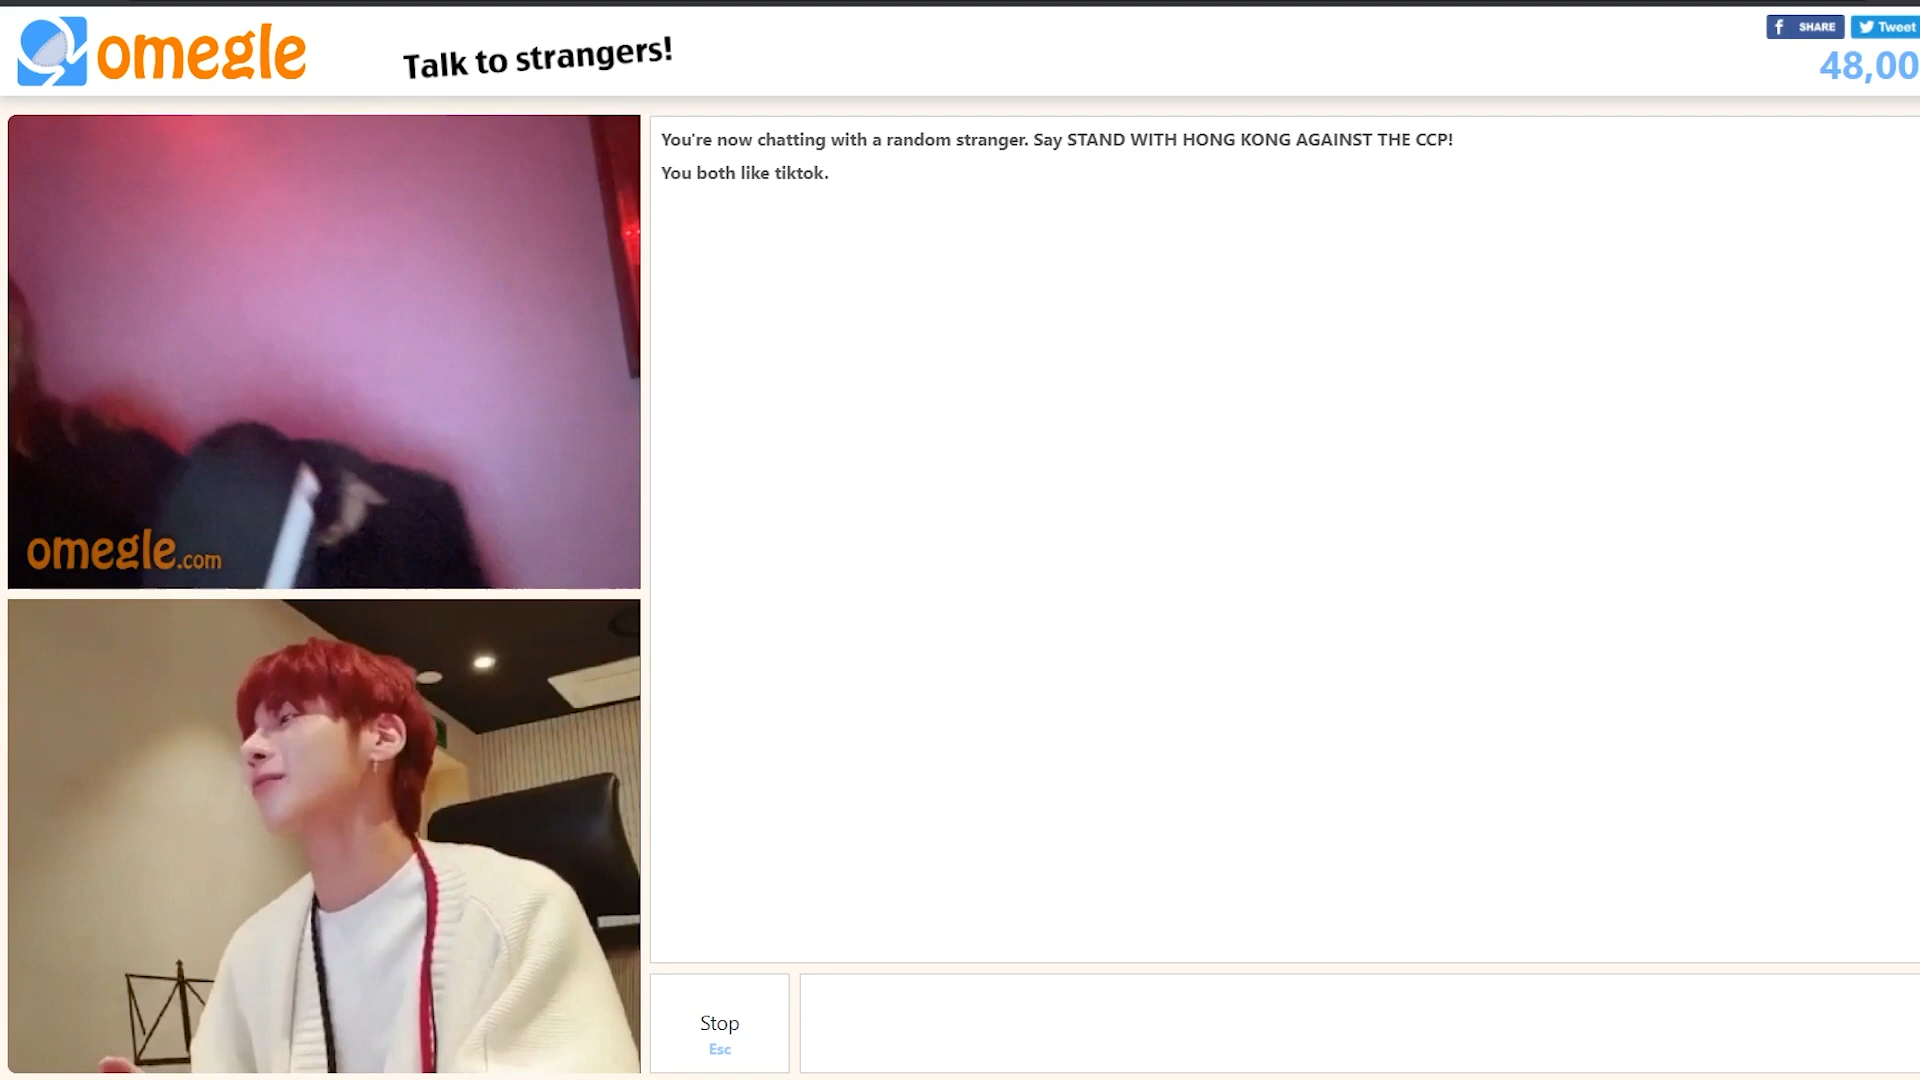 omegle
Talk to strangers!
SHARE
Tweet
48,00
You're now chatting with a random stranger. Say STAND WITH HONG KONG AGAINST THE CCP!
You both like tiktok.
omegle.com
Stop
Esc